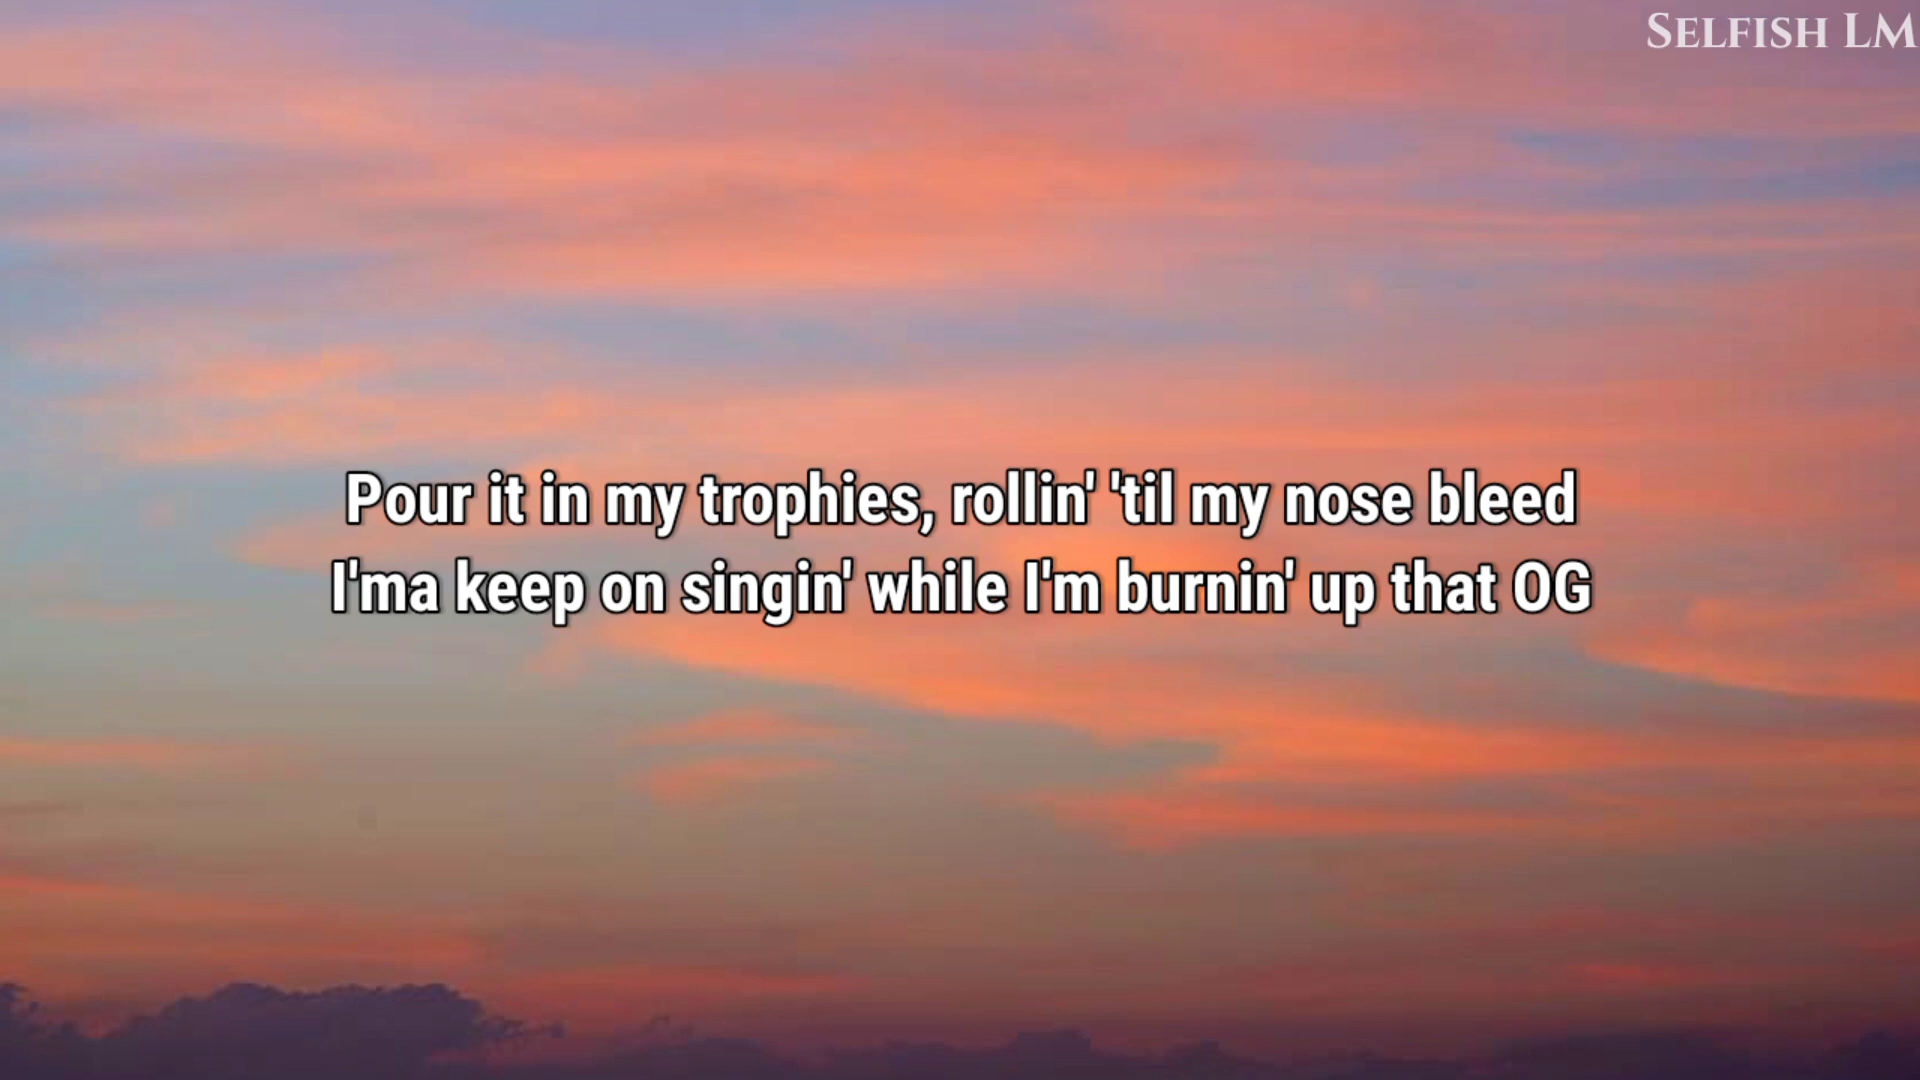 SELFISH LM
Pour it in my trophies, rollin' 'til my nose bleed
I'ma keep on singin' while I'm burnin' up that OG